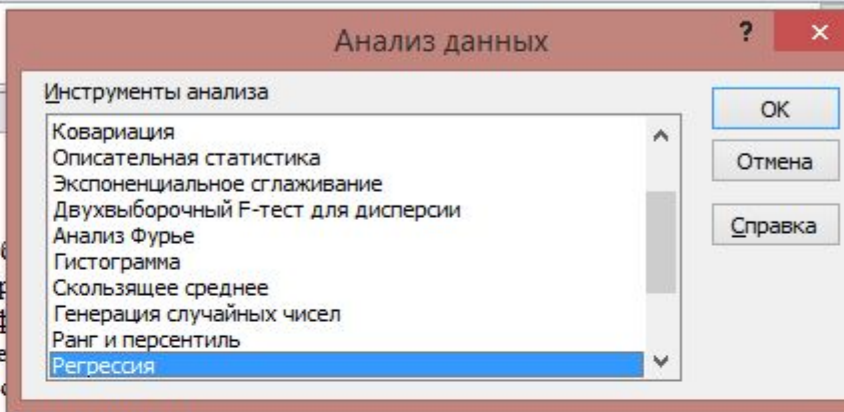 Анализ данных
?
×
Инструменты анализа
Ковариация
Описательная статистика
Экспоненциальное сглаживание
Двухвыборочный F-тест для дисперсии
Анализ Фурье
Гистограмма
Скользящее среднее
Генерация случайных чисел
Ранг и персентиль
Регрессия
OK
Отмена
Справка